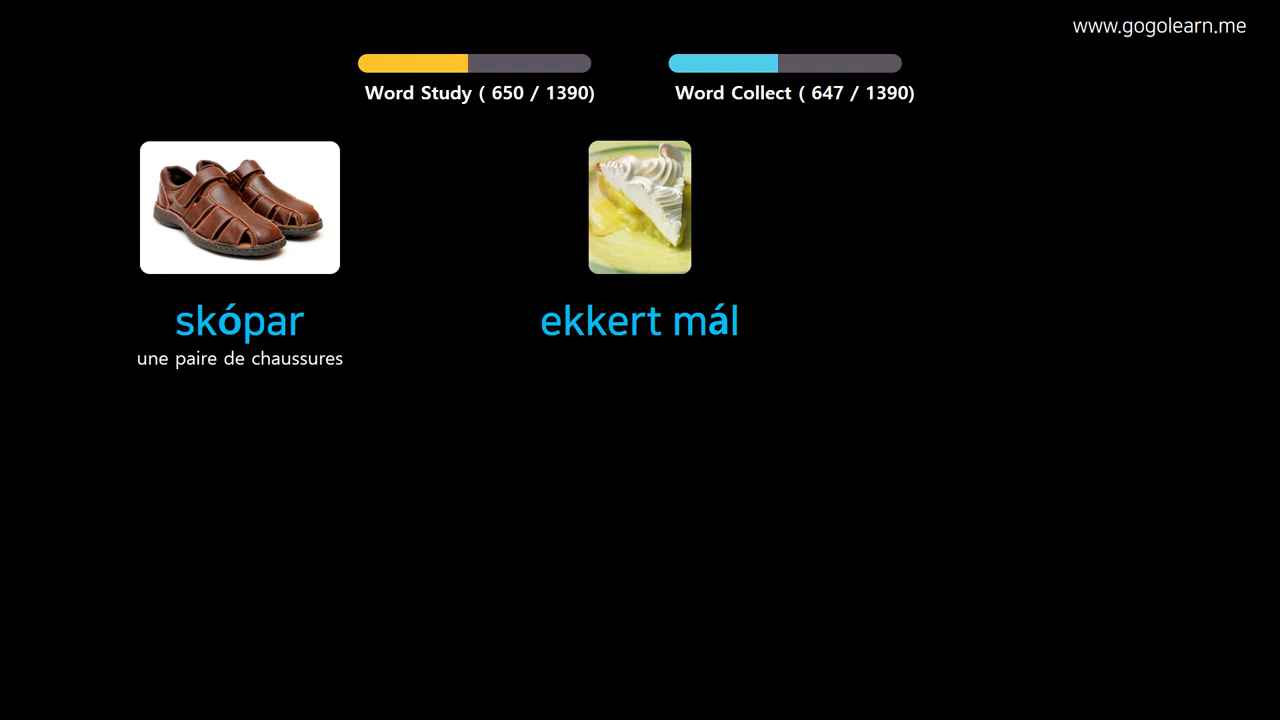 www.gogolearn.me
Word Study ( 650 / 1390)
Word Collect ( 647 / 1390)
skópar
ekkert mál
une paire de chaussures